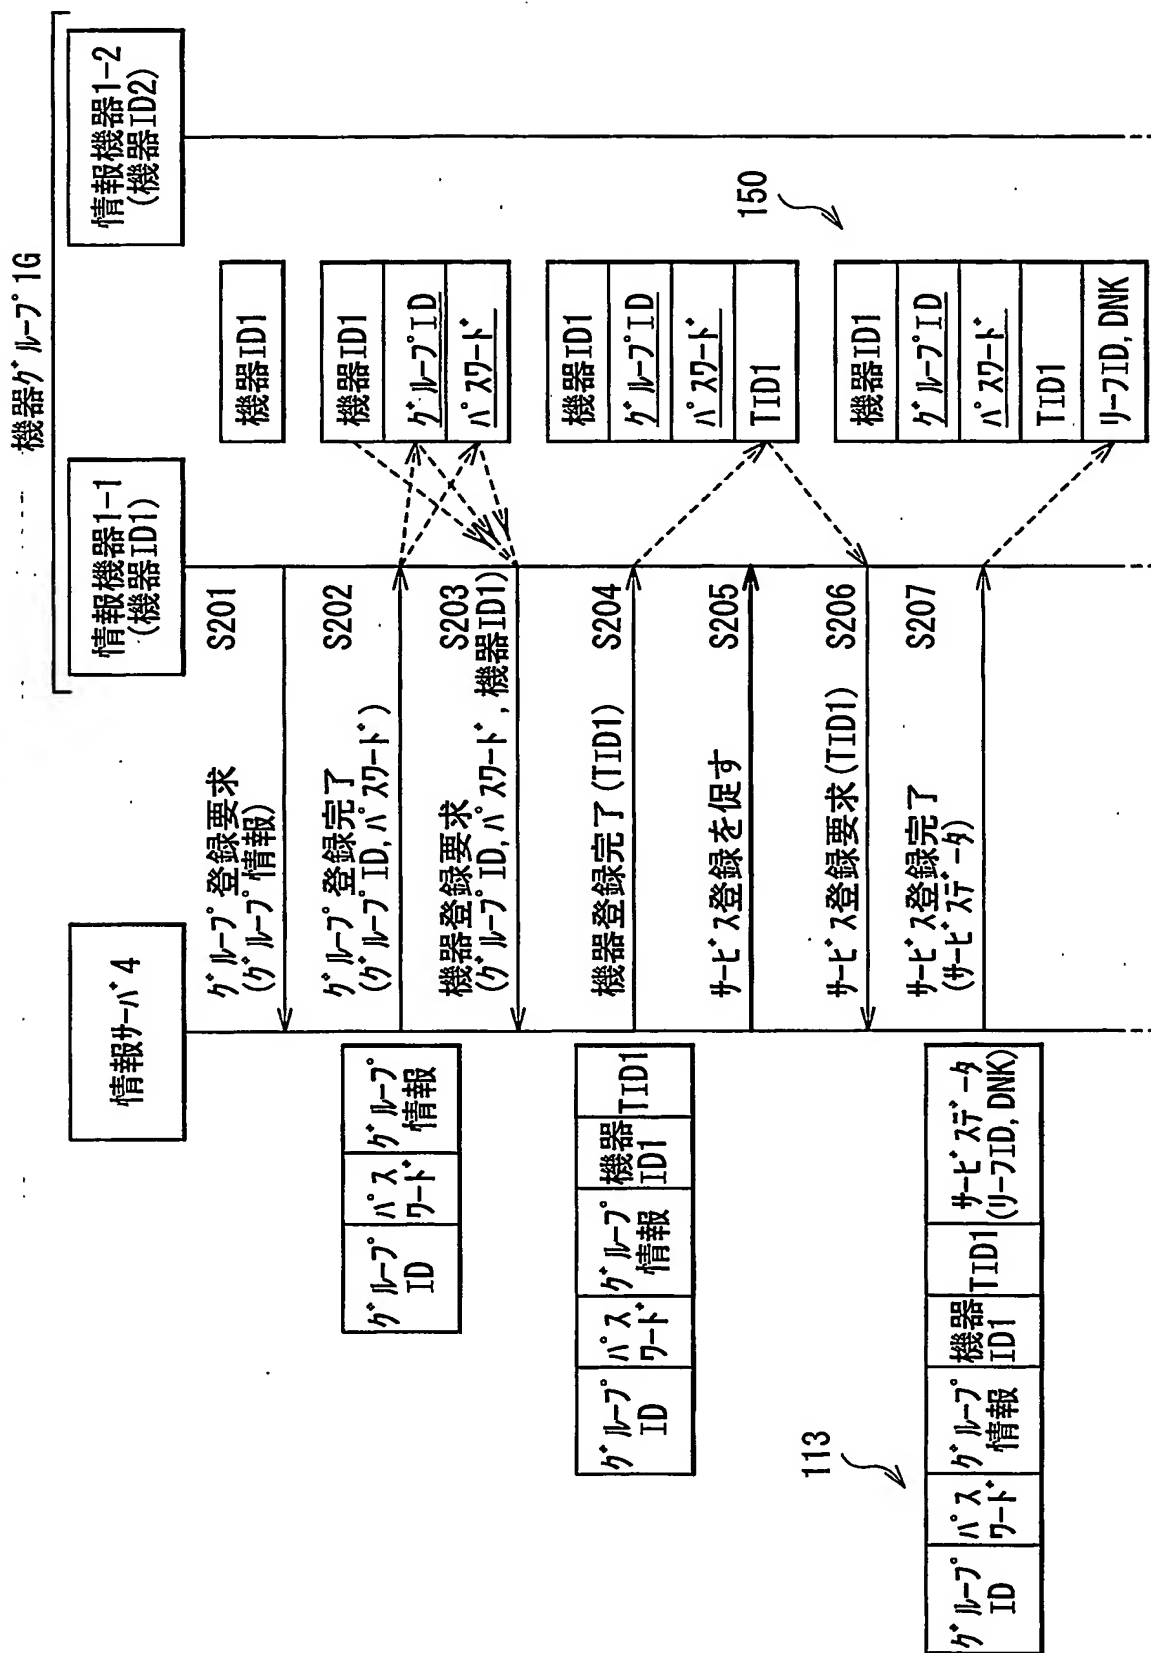 機器グループ1G
情報サーバ4
情報機器1-1
(機器ID1)
情報機器1-2
(機器ID2)
S201
グループ登録要求
(グループ情報)
機器ID1
S202
グループ登録完了
(グループID,パスワード)
グループ
ID
パス
ワード
グループ
情報
機器ID1
グループID
パスワード
S203
機器登録要求
(グループID,パスワード,機器ID1)
S204
機器登録完了(TID1)
グループ
ID
パス
ワード
グループ
情報
機器
ID1
TID1
機器ID1
グループID
パスワード
TID1
S205
サービス登録を促す
S206
サービス登録要求(TID1)
150
S207
サービス登録完了
(サービスデータ)
113
グループ
ID
パス
ワード
グループ
情報
機器
ID1
TID1
サービスデータ
(リーフID,DNK)
機器ID1
グループID
パスワード
TID1
リーフID,DNK